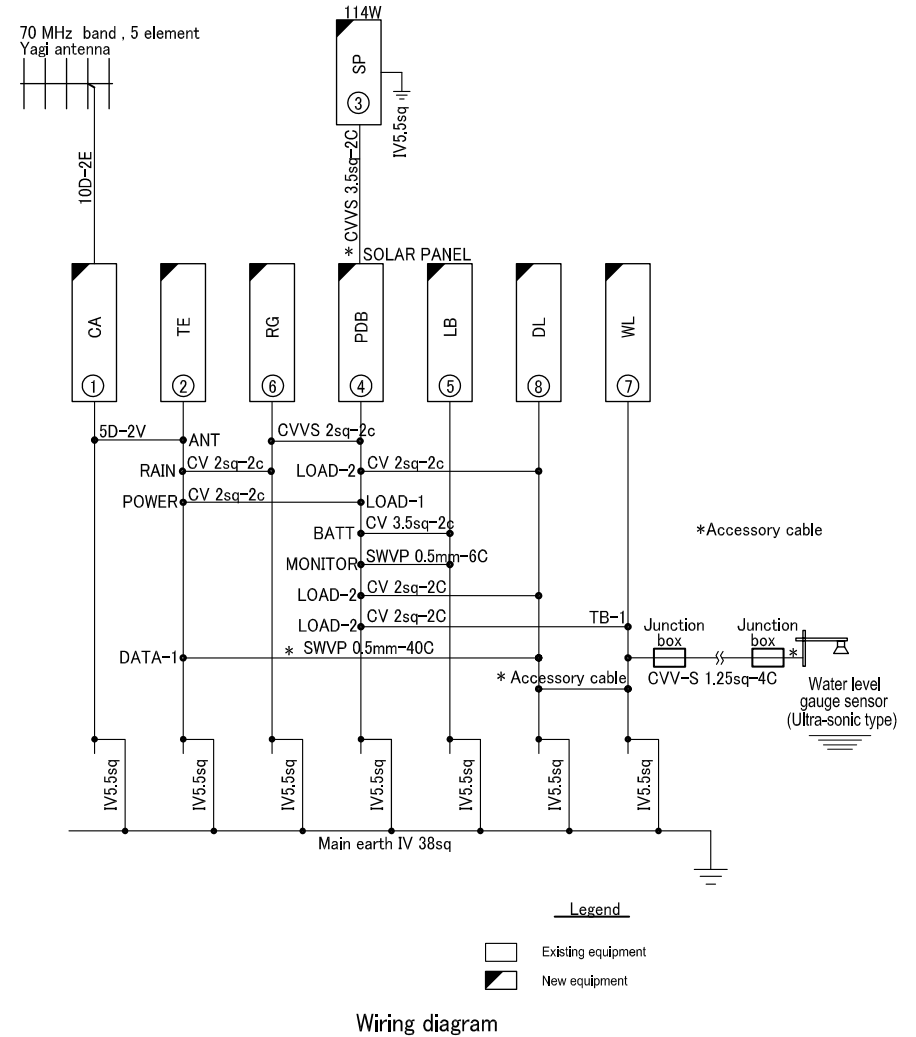 114W
70 MHz band , 5 element
Yagi antenna
SP
3
IV5.5sq
10D-2E
* CVVS 3.5sq-2C
SOLAR PANEL
CA
TE
RG
PDB
LB
DL
WL
1
2
6
4
5
8
7
5D-2V
ANT
CVVS 2sq-2c
RAIN
CV 2sq-2c
LOAD-2
CV 2sq-2c
POWER
CV 2sq-2c
LOAD-1
BATT
CV 3.5sq-2c
*Accessory cable
MONITOR
SWVP 0.5mm-6C
LOAD-2
CV 2sq-2C
LOAD-2
CV 2sq-2C
TB-1
Junction
box
Junction
box
DATA-1
* SWVP 0.5mm-40C
*
* Accessory cable
CVV-S 1.25sq-4C
Water level
gauge sensor
(Ultra-sonic type)
IV5.5sq
IV5.5sq
IV5.5sq
IV5.5sq
IV5.5sq
IV5.5sq
IV5.5sq
Main earth IV 38sq
Legend
Existing equipment
New equipment
Wiring diagram